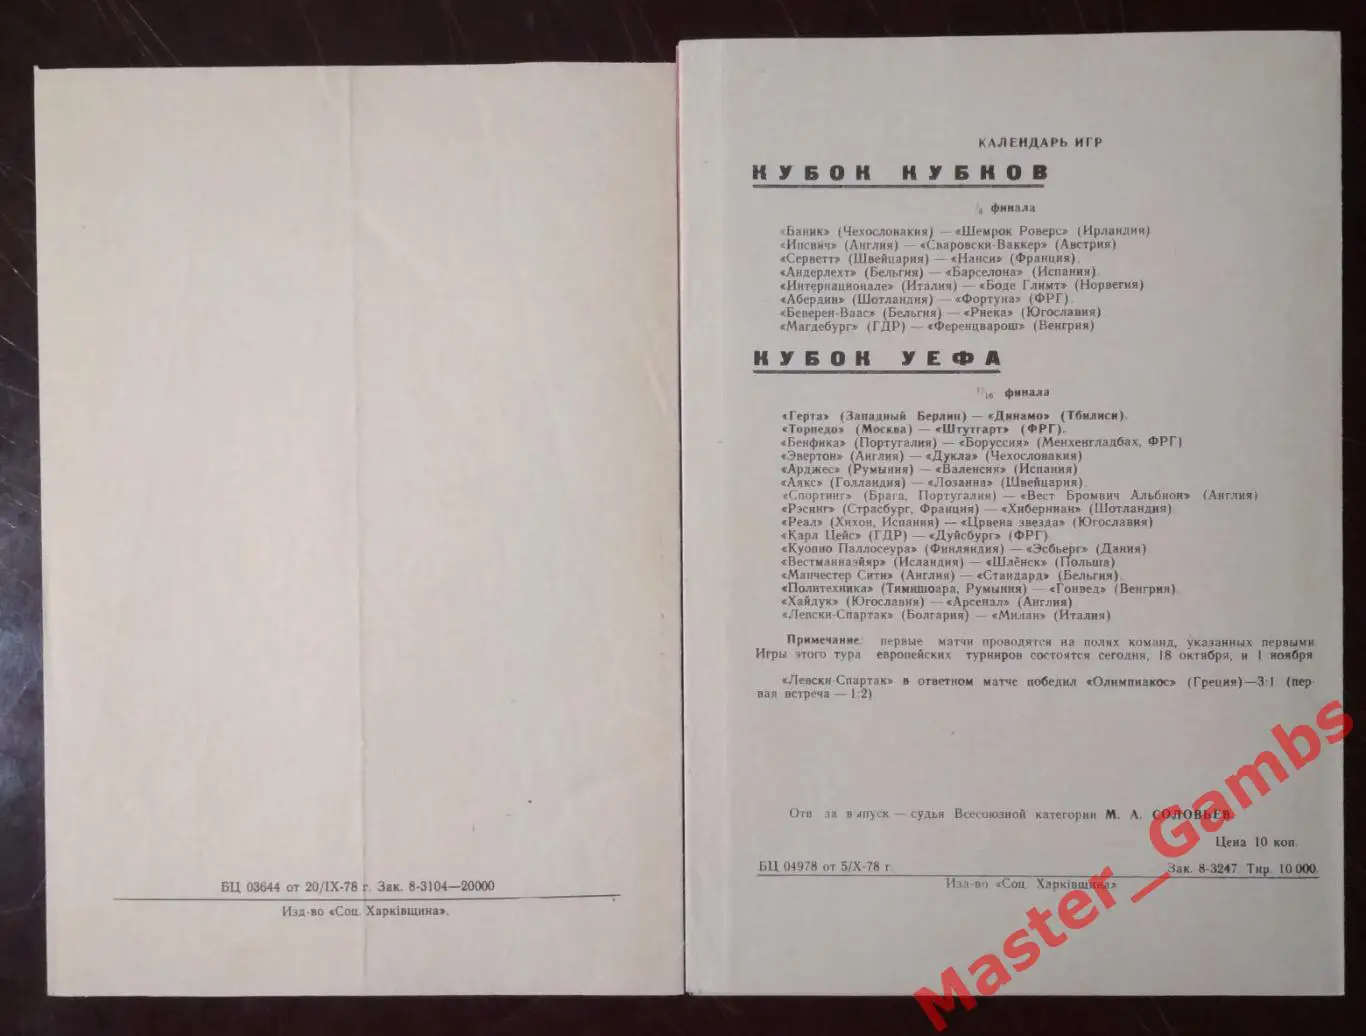 БЦ 03644 от 20/IX-78 г. Зак. 8-3104—20000
Изд-во «Соц. Харківщина».
КАЛЕНДАРЬ ИГР
КУБОК КУБКОВ
1/8 финала
«Баник» (Чехословакия) — «Шемрок Роверс» (Ирландии)
«Ипсвич» (Англия) — «Сваровски-Ваккер» (Австрия)
«Серветт» (Швейцария) — «Нанси» (Франция).
«Андерлехт» (Бельгия) — «Барселона» (Испания).
«Интернационале» (Италия) — «Боде Глимт» (Норвегия)
«Абердин» (Шотландия) — «Фортуна» (ФРГ)
«Беверен-Ваас» (Бельгия) — «Риека» (Югославия)
«Магдебург» (ГДР) — «Ференцварош» (Венгрия)
КУБОК УЕФА
1/16 финала
«Герта» (Западный Берлин) — «Динамо» (Тбилиси).
«Торпедо» (Москва) — «Штутгарт» (ФРГ).
«Бенфика» (Португалия) — «Боруссия» (Менхенгладбах, ФРГ)
«Эвертон» (Англия) — «Дукла» (Чехословакия)
«Арджес» (Румыния) — «Валенсия» (Испания)
«Аякс» (Голландия) — «Лозанна» (Швейцария).
«Спортинг» (Брага, Португалия) — «Вест Бромвич Альбион» (Англия)
«Рэсинг» (Страсбург, Франция) — «Хиберниан» (Шотландия).
«Реал» (Хихон, Испания) — «Црвена звезда» (Югославия)
«Карл Цейс» (ГДР) — «Дуйсбург» (ФРГ).
«Куопио Паллосеура» (Финляндия) — «Эсбьерг» (Дания)
«Вестманнаэйяр» (Исландия) — «Шлёнск» (Польша)
«Манчестер Сити» (Англия) — «Стандард» (Бельгия).
«Политехника» (Тимишоара, Румыния) — «Гонвед» (Венгрия).
«Хайдук» (Югославия) — «Арсенал» (Англия)
«Левски-Спартак» (Болгария) — «Милан» (Италия)
Примечание: первые матчи проводятся на полях команд, указанных первыми
Игры этого тура европейских турниров состоятся сегодня, 18 октября, и 1 ноября
«Левски-Спартак» в ответном матче победил «Олимпиакос» (Греция)—3:1 (пер-
вая встреча — 1:2)
Отв за выпуск — судья Всесоюзной категории М. А. СОЛОВЬЕВ.
Цена 10 коп.
БЦ 04978 от 5/X-78 г. Зак. 8-3247 Тир. 10 000.
Изд-во «Соц. Харківщина»
Master_Gambs